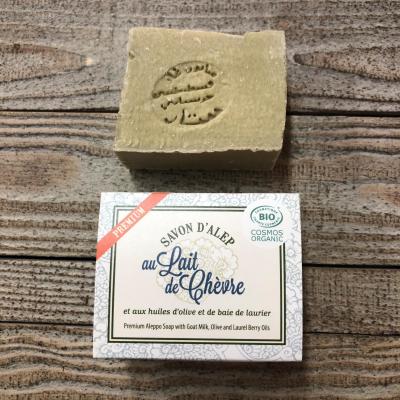 PREMIUM
SAVON D'ALEP
au Lait
de Chèvre
BIO
COSMOS
ORGANIC
et aux huiles d'olive et de baie de laurier
Premium Aleppo Soap with Goat Milk, Olive and Laurel Berry Oils